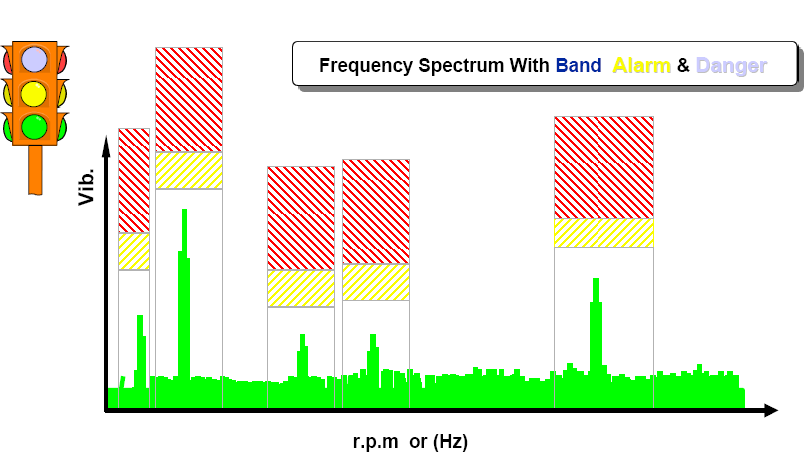 Frequency Spectrum With Band Alarm & Danger
Vib.
r.p.m or (Hz)